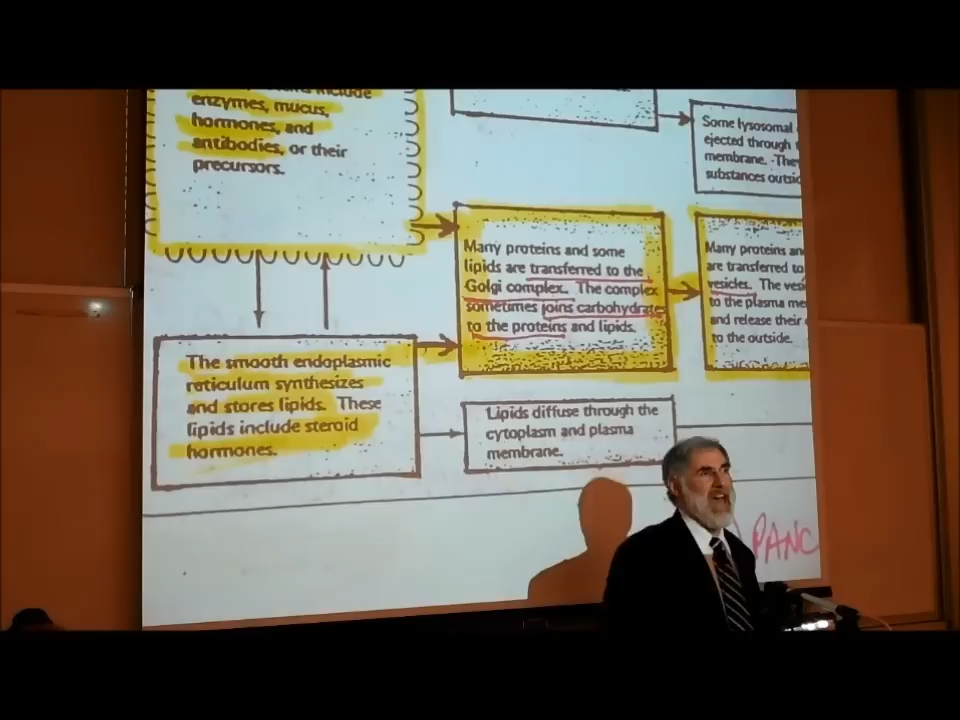 include
enzymes, mucus,
hormones, and
antibodies, or their
precursors.
Some lysosomal
ejected through
membrane. They
substances outsid
Many proteins and some
lipids are transferred to the
Golgi complex. The complex
sometimes joins carbohydrates
to the proteins and lipids.
Many proteins an
are transferred to
vesicles. The vesi
to the plasma me
and release their
to the outside.
The smooth endoplasmic
reticulum synthesizes
and stores lipids. These
lipids include steroid
hormones.
Lipids diffuse through the
cytoplasm and plasma
membrane.
PANC